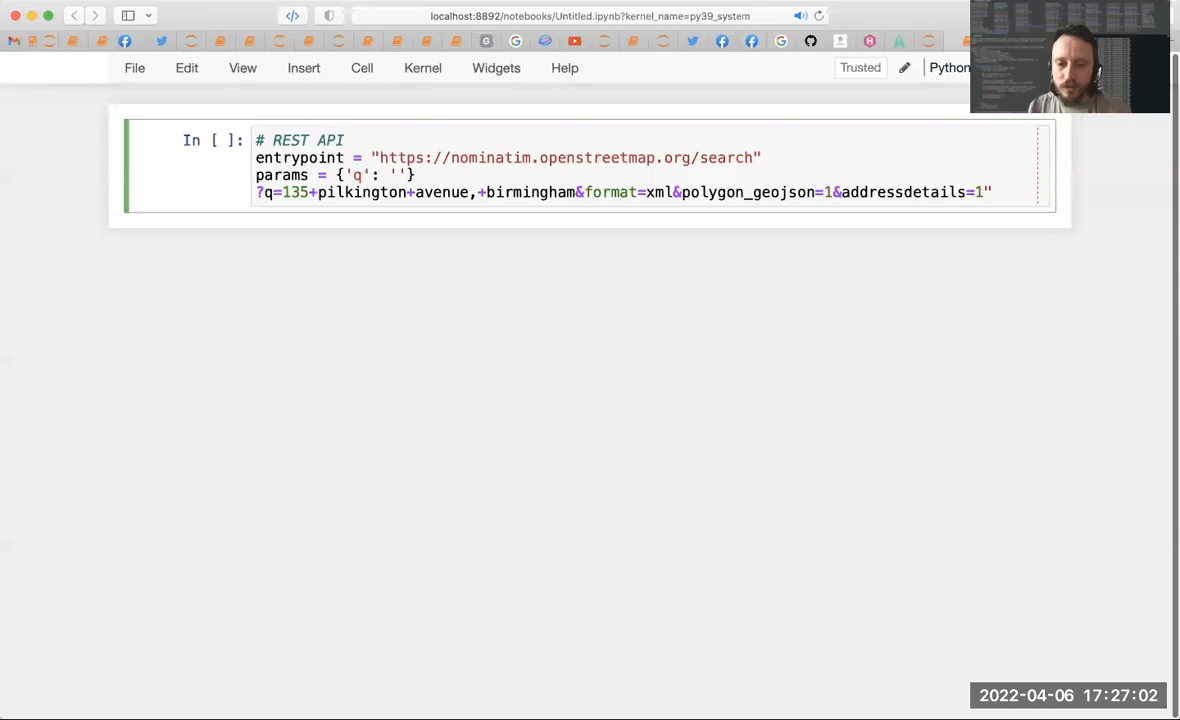 localhost:8892/notebooks/Untitled.ipynb?kernel_name=py39_system
File Edit View Insert Cell Kernel Widgets Help Trusted Python
In [ ]: # REST API
entrypoint = "https://nominatim.openstreetmap.org/search"
params = {'q': ''}
?q=135+pilkington+avenue,+birmingham&format=xml&polygon_geojson=1&addressdetails=1"
2022-04-06 17:27:02